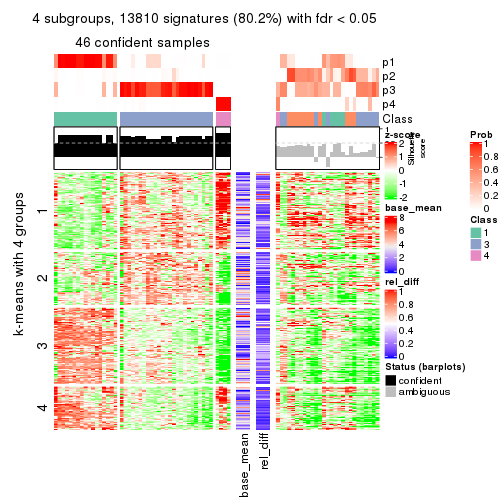 4 subgroups, 13810 signatures (80.2%) with fdr < 0.05
46 confident samples
p1
p2
p3
p4
Class
1
Silhouette
score
k-means with 4 groups
1
2
3
4
base_mean
rel_diff
z-score
2
1
0
-1
-2
base_mean
8
6
4
2
0
rel_diff
1
0.8
0.6
0.4
0.2
0
Status (barplots)
confident
ambiguous
Prob
1
0.8
0.6
0.4
0.2
0
Class
1
3
4